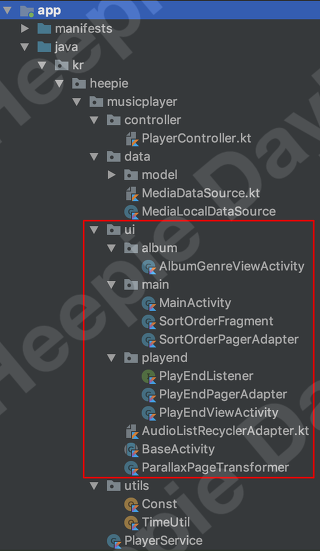 app
manifests
java
kr
heepie
musicplayer
controller
PlayerController.kt
data
model
MediaDataSource.kt
MediaLocalDataSource
ui
album
AlbumGenreViewActivity
main
MainActivity
SortOrderFragment
SortOrderPagerAdapter
playend
PlayEndListener
PlayEndPagerAdapter
PlayEndViewActivity
AudioListRecyclerAdapter.kt
BaseActivity
ParallaxPageTransformer
utils
Const
TimeUtil
PlayerService